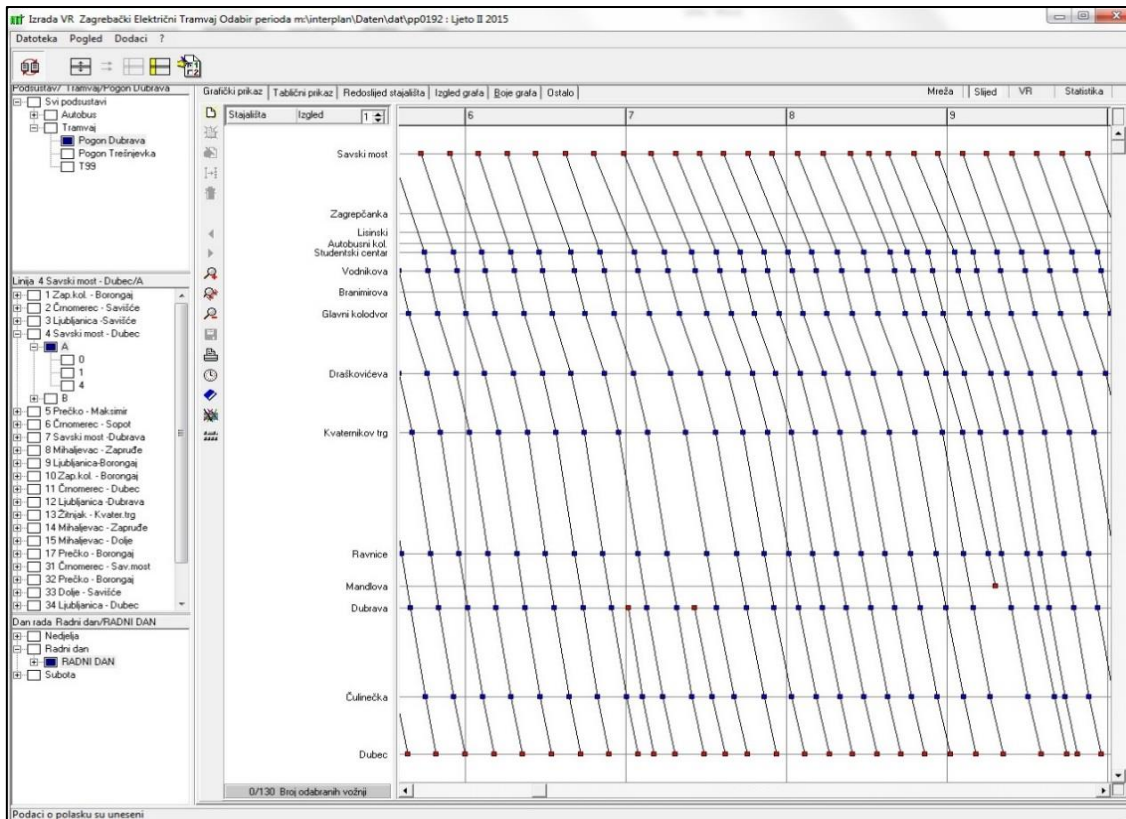 Izrada VR Zagrebački Električni Tramvaj Odabir perioda m:\interplan\Daten\dat\pp0192 : Ljeto II 2015
Datoteka Pogled Dodaci ?
Podsustav/ Tramvaj/Pogon Dubrava
Svi podsustavi
Autobus
Tramvaj
Pogon Dubrava
Pogon Trešnjevka
T99
Linija 4 Savski most - Dubec/A
1 Zap.kol. - Borongaj
2 Črnomerec - Savišće
3 Ljubljanica -Savišće
4 Savski most - Dubec
A
0
1
4
B
5 Prečko - Maksimir
6 Črnomerec - Sopot
7 Savski most -Dubrava
8 Mihaljevac - Zapruđe
9 Ljubljanica-Borongaj
10 Zap.kol. - Borongaj
11 Črnomerec - Dubec
12 Ljubljanica -Dubrava
13 Žitnjak - Kvater.trg
14 Mihaljevac - Zapruđe
15 Mihaljevac - Dolje
17 Prečko - Borongaj
31 Črnomerec - Sav.most
32 Prečko - Borongaj
33 Dolje - Savišće
34 Ljubljanica - Dubec
Dan rada Radni dan/RADNI DAN
Nedjelja
Radni dan
RADNI DAN
Subota
Grafički prikaz Tablični prikaz Redoslijed stajališta Izgled grafa Boje grafa Ostalo Mreža Slijed VR Statistika
Stajališta Izgled 1 6 7 8 9
Savski most
Zagrepčanka
Lisinski
Autobusni kol.
Studentski centar
Vodnikova
Branimirova
Glavni kolodvor
Draškovićeva
Kvaternikov trg
Ravnice
Mandlova
Dubrava
Čulinečka
Dubec
0/130 Broj odabranih vožnji
Podaci o polasku su uneseni